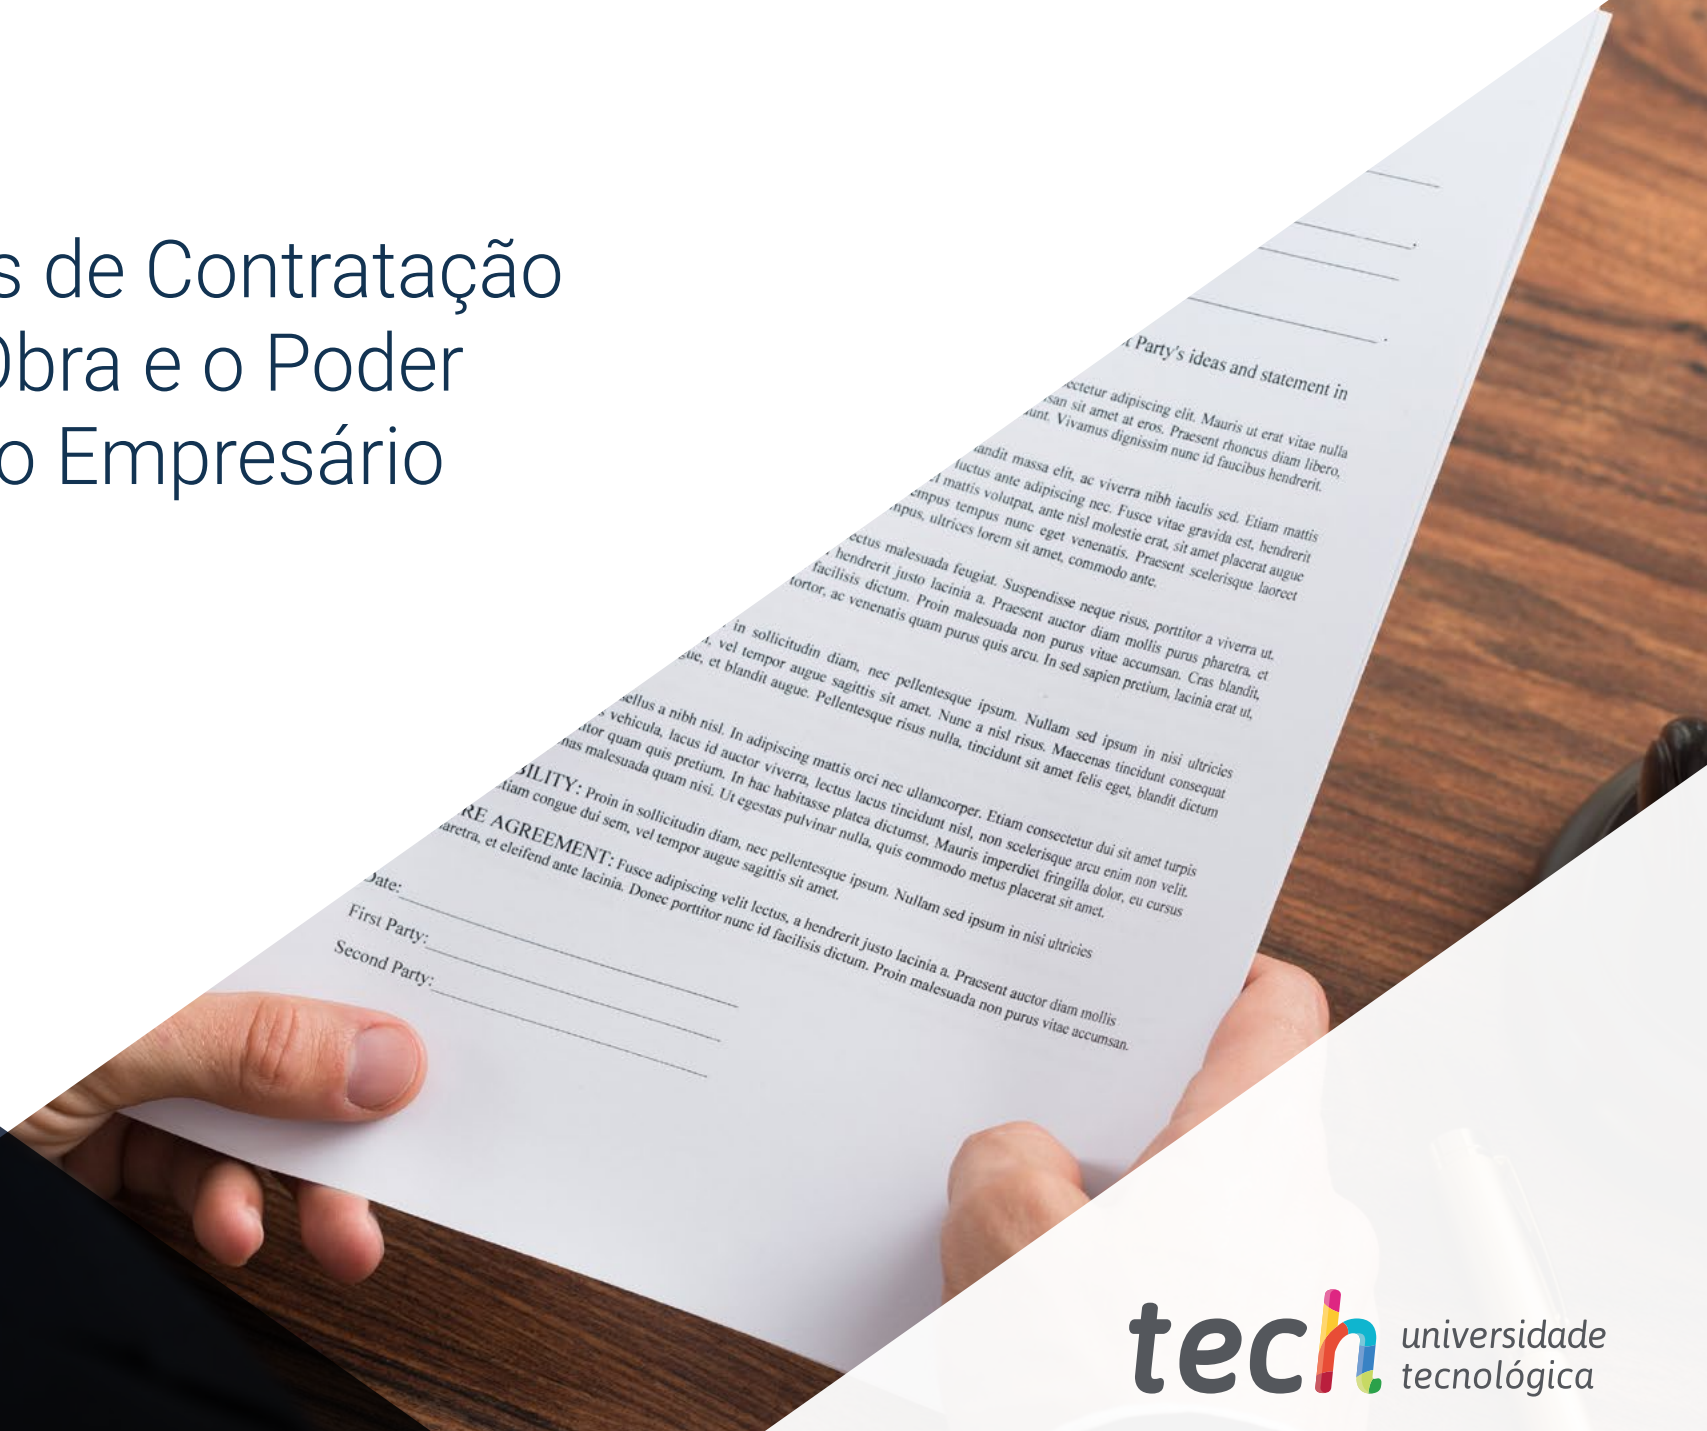 s de Contratação
Obra e o Poder
o Empresário
Party's ideas and statement in
adipiscing elit. Mauris ut erat vitae nulla
sit amet at eros. Praesent rhoncus diam libero,
Vivamus dignissim nunc id faucibus hendrerit.
massa elit, ac viverra nibh iaculis sed. Etiam mattis
luctus ante adipiscing nec. Fusce vitae gravida est, hendrerit
mattis volutpat, ante nisl molestie erat, sit amet placerat augue
tempus nunc eget venenatis. Praesent scelerisque laoreet
ultrices lorem sit amet, commodo ante.
malesuada feugiat. Suspendisse neque risus, porttitor a viverra ut.
hendrerit justo lacinia a. Praesent auctor diam mollis purus pharetra, et
facilisis dictum. Proin malesuada non purus vitae accumsan. Cras blandit,
tortor, ac venenatis quam purus quis arcu. In sed sapien pretium, lacinia erat ut,
in sollicitudin diam, nec pellentesque ipsum. Nullam sed ipsum in nisi ultricies
vel tempor augue sagittis sit amet. Nunc a nisl risus. Maecenas tincidunt consequat
et blandit augue. Pellentesque risus nulla, tincidunt sit amet felis eget, blandit dictum
a nibh nisl. In adipiscing mattis orci nec ullamcorper. Etiam consectetur dui sit amet turpis
vehicula, lacus id auctor viverra, lectus lacus tincidunt nisl, non scelerisque arcu enim non velit.
quam quis pretium. In hac habitasse platea dictumst. Mauris imperdiet fringilla dolor, eu cursus
malesuada quam nisi. Ut egestas pulvinar nulla, quis commodo metus placerat sit amet.
BILITY: Proin in sollicitudin diam, nec pellentesque ipsum. Nullam sed ipsum in nisi ultricies
tiam congue dui sem, vel tempor augue sagittis sit amet.
RE AGREEMENT: Fusce adipiscing velit lectus, a hendrerit justo lacinia a. Praesent auctor diam mollis
aretra, et eleifend ante lacinia. Donec porttitor nunc id facilisis dictum. Proin malesuada non purus vitae accumsan.
Date:
First Party:
Second Party:
tech universidade
tecnológica